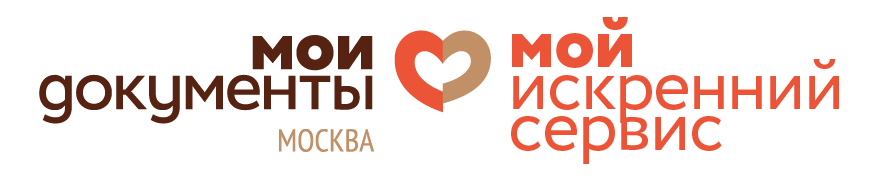 мои
документы
МОСКВА
мой
искренний
сервис